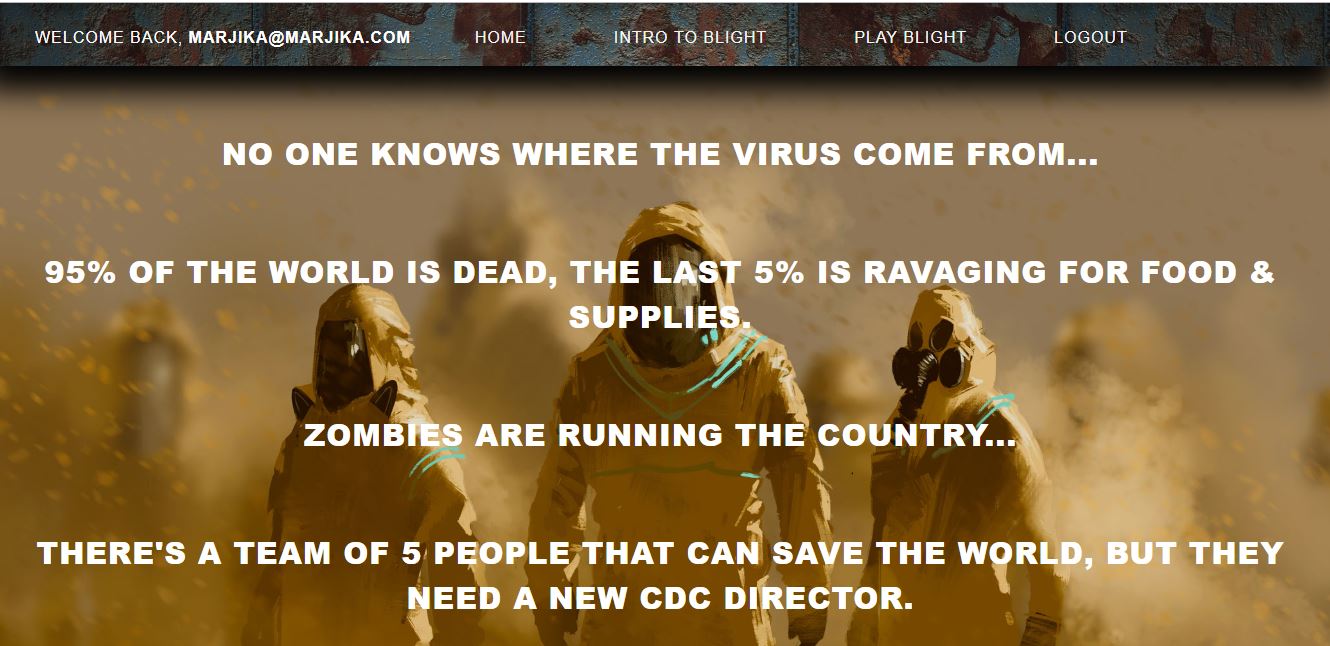 WELCOME BACK, MARJIKA@MARJIKA.COM HOME INTRO TO BLIGHT PLAY BLIGHT LOGOUT
NO ONE KNOWS WHERE THE VIRUS COME FROM...
95% OF THE WORLD IS DEAD, THE LAST 5% IS RAVAGING FOR FOOD &
SUPPLIES.
ZOMBIES ARE RUNNING THE COUNTRY...
THERE'S A TEAM OF 5 PEOPLE THAT CAN SAVE THE WORLD, BUT THEY
NEED A NEW CDC DIRECTOR.